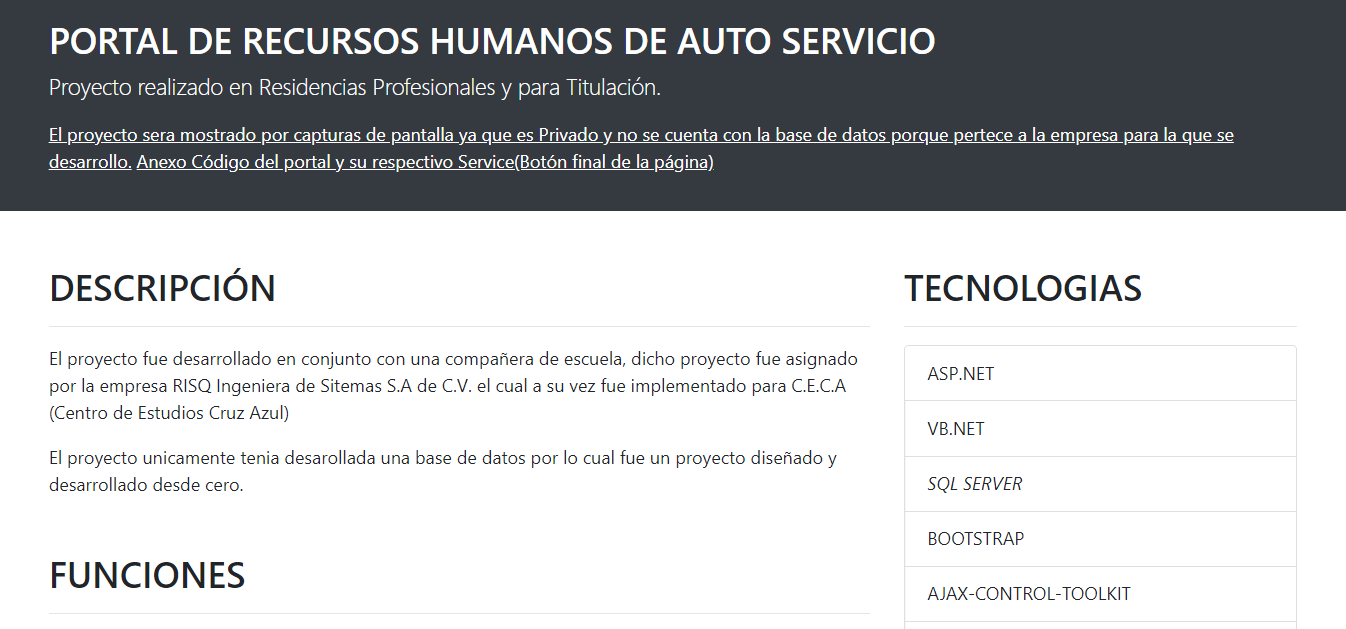 PORTAL DE RECURSOS HUMANOS DE AUTO SERVICIO
Proyecto realizado en Residencias Profesionales y para Titulación.
El proyecto sera mostrado por capturas de pantalla ya que es Privado y no se cuenta con la base de datos porque pertece a la empresa para la que se
desarrollo. Anexo Código del portal y su respectivo Service(Botón final de la página)
DESCRIPCIÓN
El proyecto fue desarrollado en conjunto con una compañera de escuela, dicho proyecto fue asignado
por la empresa RISQ Ingeniera de Sitemas S.A de C.V. el cual a su vez fue implementado para C.E.C.A
(Centro de Estudios Cruz Azul)
El proyecto unicamente tenia desarollada una base de datos por lo cual fue un proyecto diseñado y
desarrollado desde cero.
FUNCIONES
TECNOLOGIAS
ASP.NET
VB.NET
SQL SERVER
BOOTSTRAP
AJAX-CONTROL-TOOLKIT